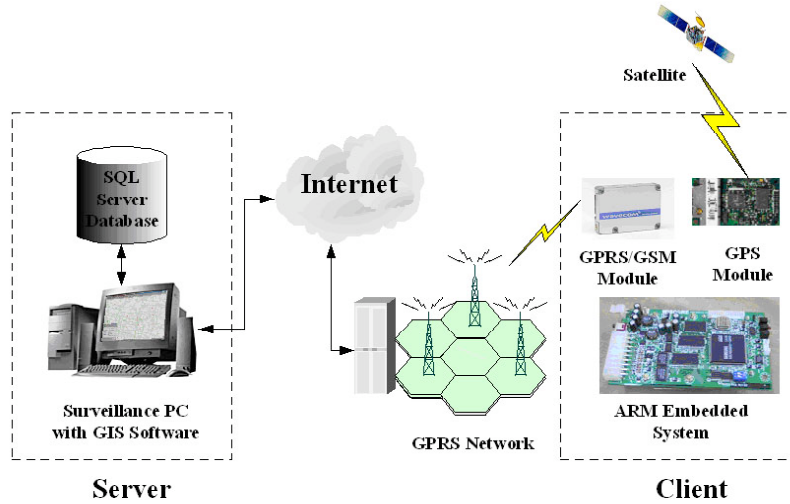 Satellite
SQL
Server
Database
Internet
WAVECOM
GPRS/GSM
Module
GPS
Module
Surveillance PC
with GIS Software
GPRS Network
ARM Embedded
System
Server
Client